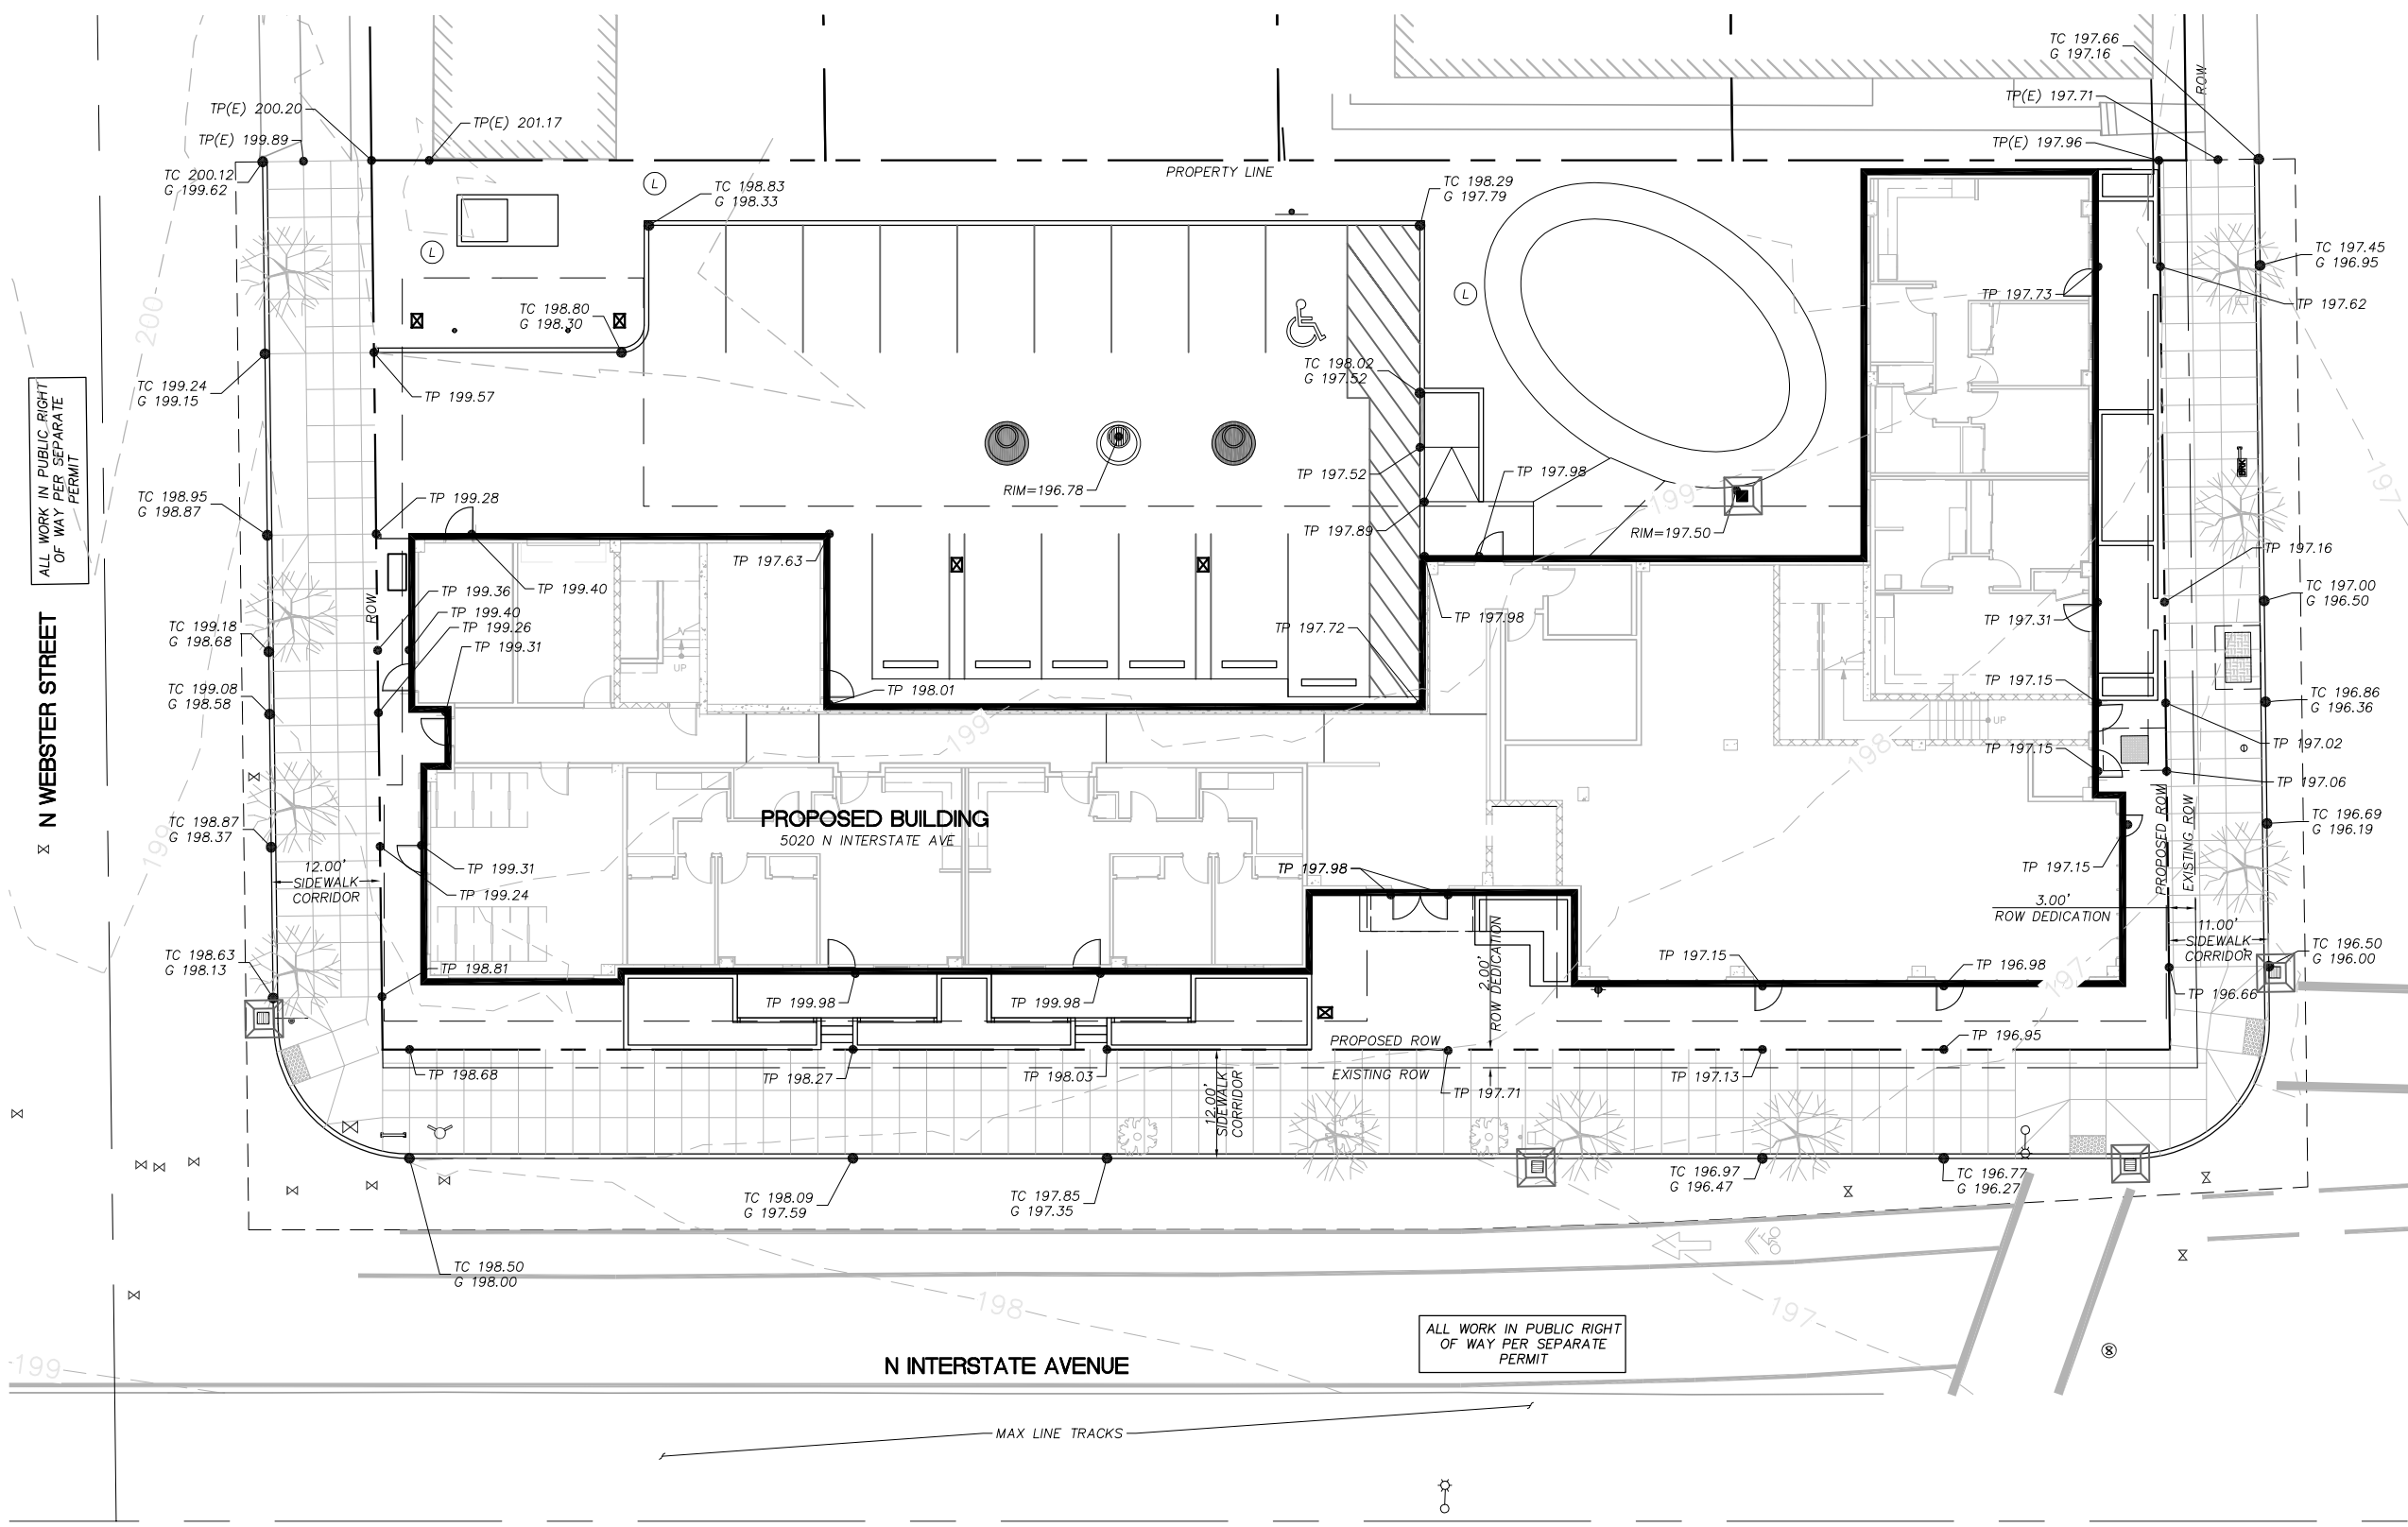 TC 197.66
G 197.16
ROW
TP(E) 200.20
TP(E) 201.17
TP(E) 197.71
TP(E) 199.89
TP(E) 197.96
PROPERTY LINE
TC 200.12
G 199.62
L
TC 198.83
G 198.33
TC 198.29
G 197.79
L
TC 197.45
G 196.95
L
TP 197.73
TP 197.62
200
TC 198.80
G 198.30
TC 198.02
G 197.52
TC 199.24
G 199.15
TP 199.57
ALL WORK IN PUBLIC RIGHT
OF WAY PER SEPARATE
PERMIT
TP 197.52
TP 197.98
RIM=196.78
199
197
TC 198.95
G 198.87
TP 199.28
TP 197.89
RIM=197.50
TP 197.63
TP 197.16
TP 199.36
TP 199.40
TP 199.40
TP 199.26
TP 199.31
ROW
TC 197.00
G 196.50
TP 197.98
TP 197.31
TP 197.72
N WEBSTER STREET
TC 199.18
G 198.68
UP
TP 198.01
TP 197.15
TC 199.08
G 198.58
TC 196.86
G 196.36
UP
199
198
TP 197.15
TP 197.02
TP 197.06
199
TC 198.87
G 198.37
PROPOSED BUILDING
5020 N INTERSTATE AVE
TC 196.69
G 196.19
PROPOSED ROW
EXISTING ROW
12.00'
SIDEWALK
CORRIDOR
TP 199.31
TP 199.24
TP 197.98
TP 197.15
3.00'
ROW DEDICATION
11.00'
SIDEWALK
CORRIDOR
TC 198.63
G 198.13
TP 198.81
TP 199.98
TP 199.98
2.00'
ROW DEDICATION
TP 197.15
TP 196.98
197
TC 196.50
G 196.00
TP 196.66
TP 198.68
TP 198.27
TP 198.03
12.00'
SIDEWALK
CORRIDOR
PROPOSED ROW
EXISTING ROW
TP 197.71
TP 197.13
TP 196.95
TC 198.09
G 197.59
TC 197.85
G 197.35
TC 196.97
G 196.47
TC 196.77
G 196.27
TC 198.50
G 198.00
198
197
ALL WORK IN PUBLIC RIGHT
OF WAY PER SEPARATE
PERMIT
199
N INTERSTATE AVENUE
MAX LINE TRACKS